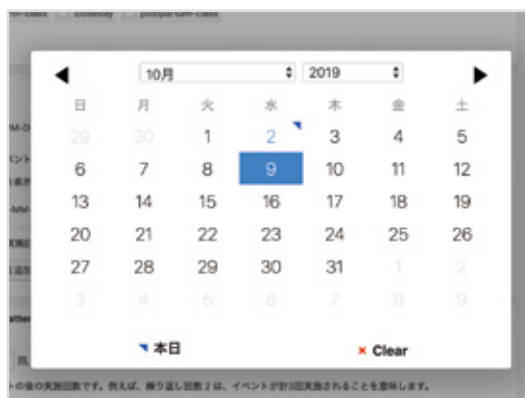 closeday postpartum-class
10月 2019
日 月 火 水 木 金 土
29 30 1 2 3 4 5
6 7 8 9 10 11 12
13 14 15 16 17 18 19
20 21 22 23 24 25 26
27 28 29 30 31 1 2
3 4 5 6 7 8 9
本日 × Clear
の後の実施回数です。例えば、繰り返し回数 2 は、イベントが計3回実施されることを意味します。